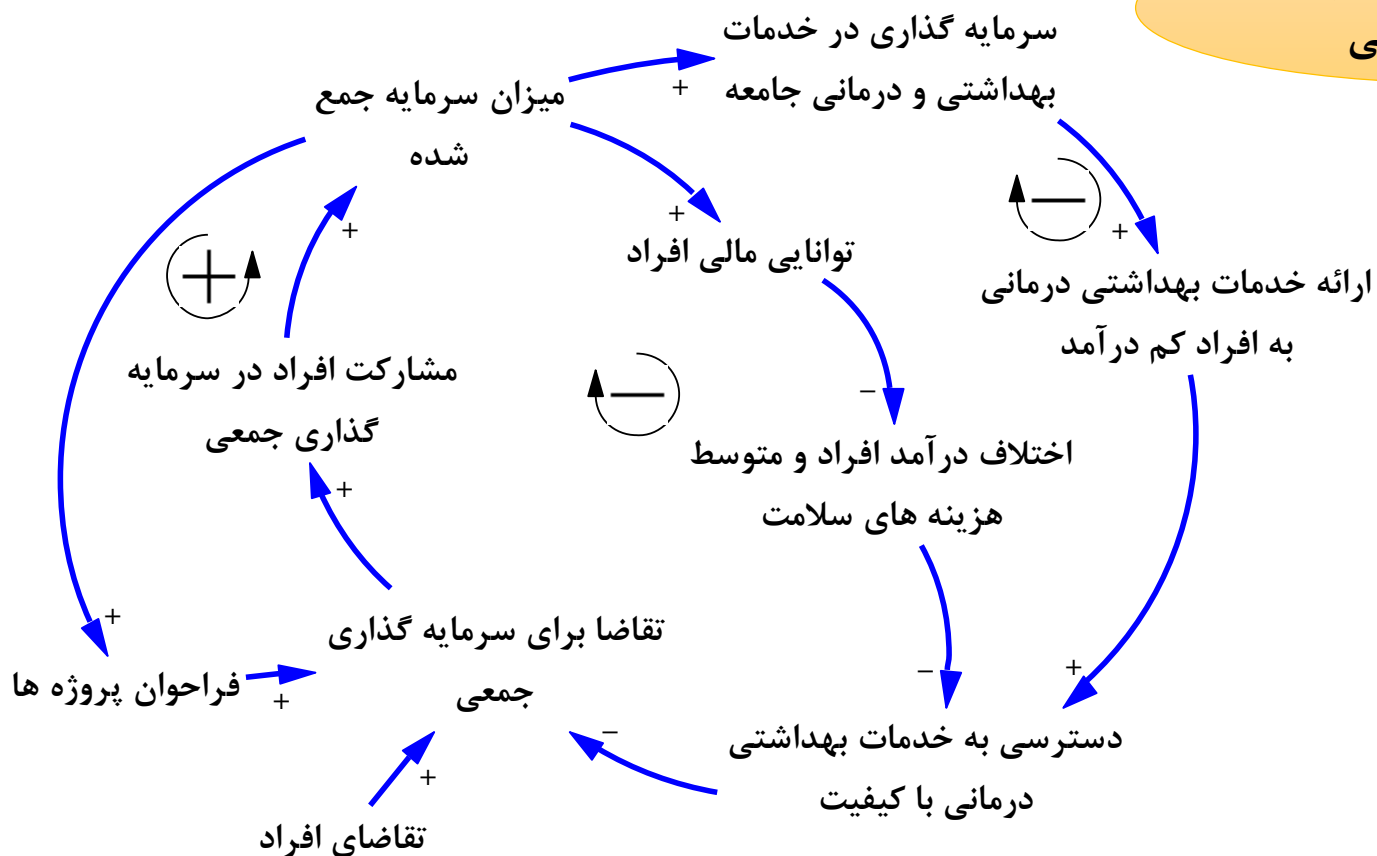 سرمایه گذاری در خدمات
بهداشتی و درمانی جامعه
ی
میزان سرمایه جمع
شده
+
+
+
+
توانایی مالی افراد
ارائه خدمات بهداشتی درمانی
به افراد کم درآمد
مشارکت افراد در سرمایه
گذاری جمعی
−
اختلاف درآمد افراد و متوسط
هزینه های سلامت
+
+
تقاضا برای سرمایه گذاری
جمعی
فراخوان پروژه ها
+
−
+
دسترسی به خدمات بهداشتی
درمانی با کیفیت
−
+
تقاضای افراد